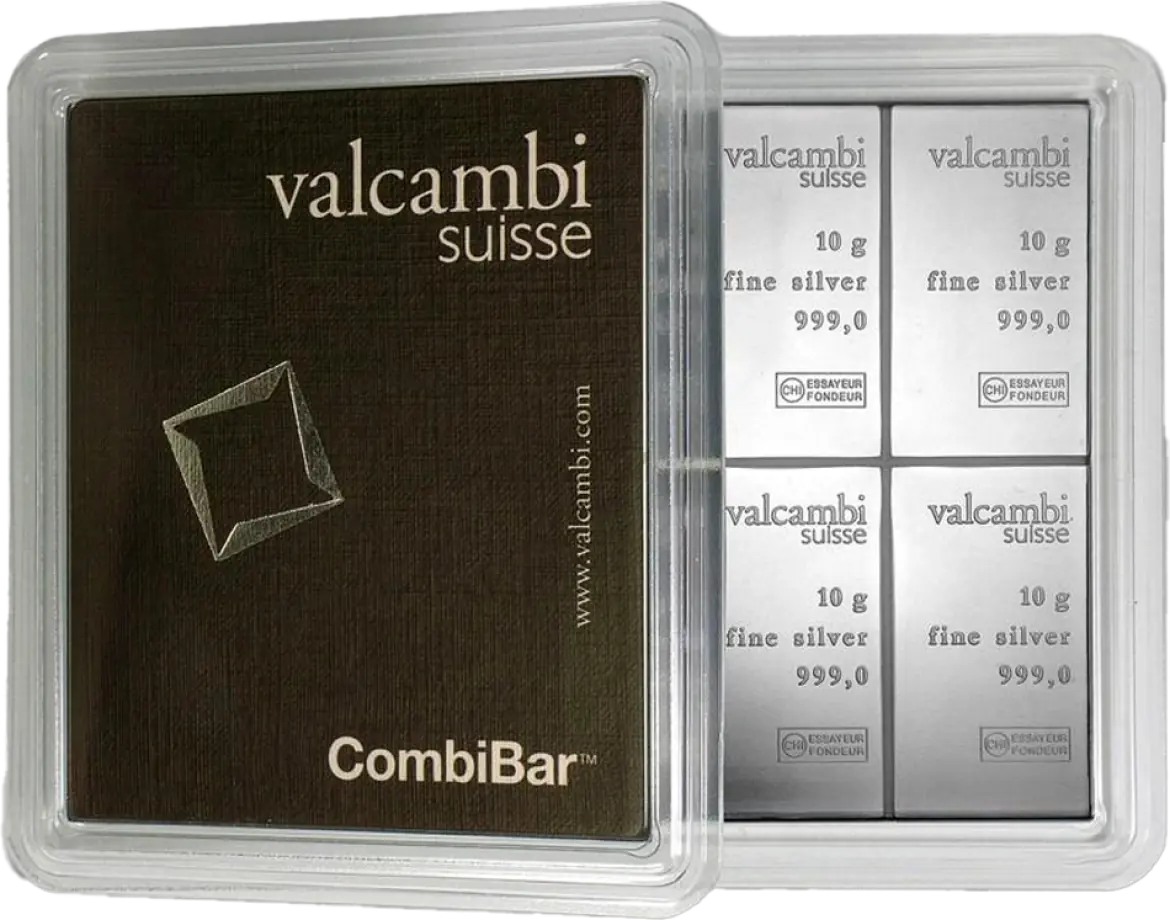 valcambi
suisse
www.valcambi.com
CombiBar™
valcambi
suisse
10 g
fine silver
999,0
CHI ESSAYEUR
FONDEUR
valcambi
suisse
10 g
fine silver
999,0
CHI ESSAYEUR
FONDEUR
valcambi
suisse
10 g
fine silver
999,0
CHI ESSAYEUR
FONDEUR
valcambi
suisse
10 g
fine silver
999,0
CHI ESSAYEUR
FONDEUR